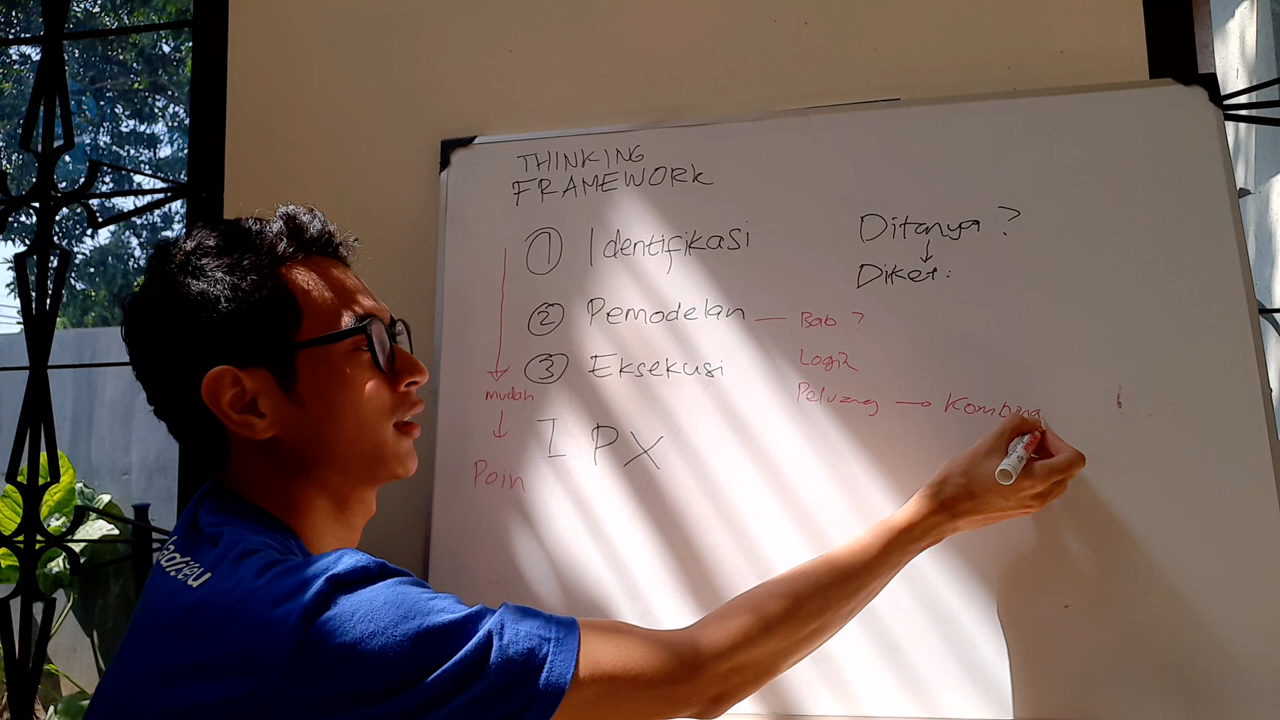 THINKING
FRAMEWORK
① Identifikasi
② Pemodelan — Bab ?
③ Eksekusi
Logik
Peluang → Kombina
I P X
mudah
↓
Poin
Ditanya ?
↓
Diket: